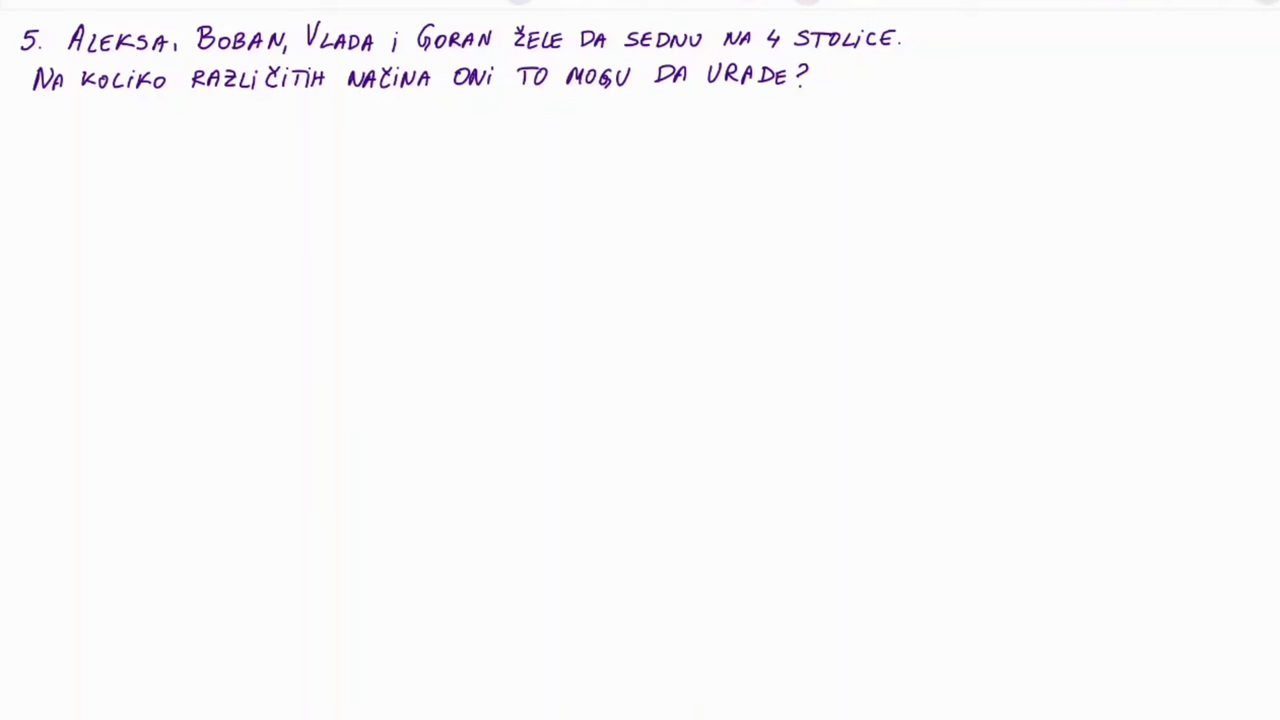 5. ALEKSA, BOBAN, VLADA i GORAN ŽELE DA SEDNU NA 4 STOLiCE.
NA KOLiKO RAZLiČiTiH NAČiNA ONi TO MOGU DA URADE?